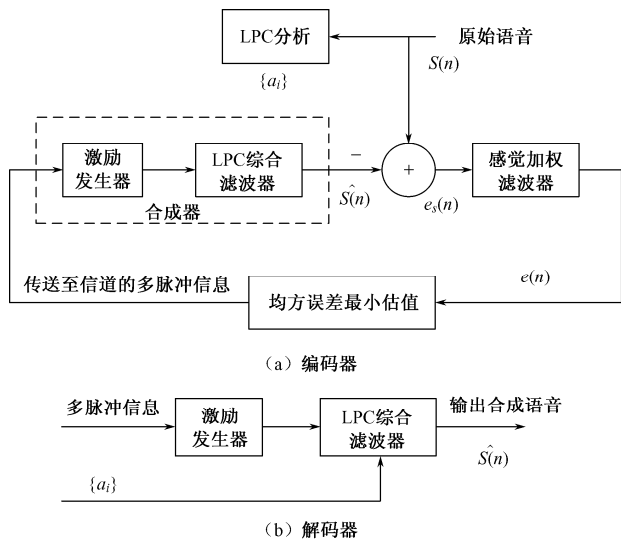 LPC分析
原始语音
S(n)
{aᵢ}
激励
发生器
LPC综合
滤波器
合成器
−
Ŝ(n)
+
eₛ(n)
感觉加权
滤波器
传送至信道的多脉冲信息
均方误差最小估值
e(n)
（a）编码器
多脉冲信息
激励
发生器
LPC综合
滤波器
输出合成语音
Ŝ(n)
{aᵢ}
（b）解码器